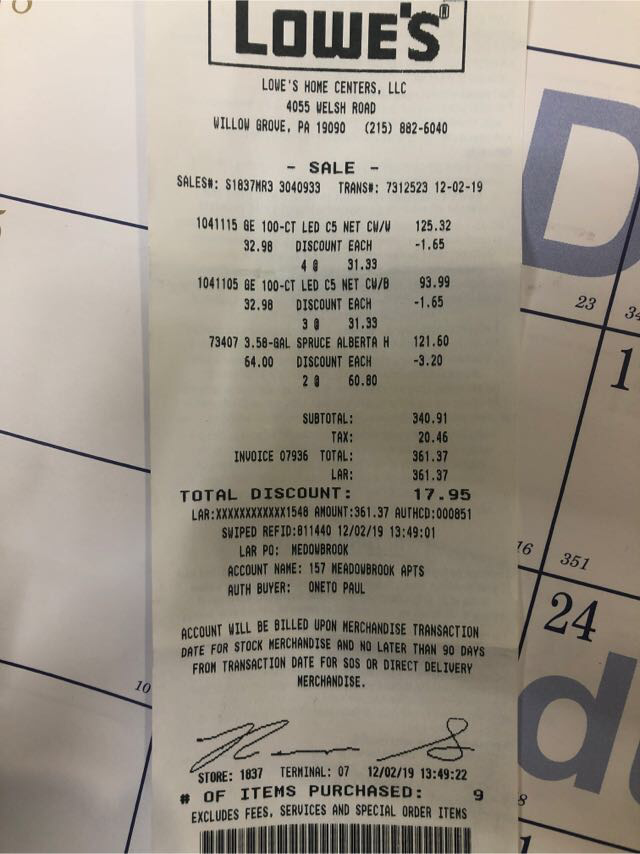 LOWE'S®
LOWE'S HOME CENTERS, LLC
4055 WELSH ROAD
WILLOW GROVE, PA 19090 (215) 882-6040
- SALE -
SALES#: S1837MR3 3040933 TRANS#: 7312523 12-02-19
1041115 GE 100-CT LED C5 NET CW/W 125.32
32.98 DISCOUNT EACH -1.65
4 @ 31.33
1041105 GE 100-CT LED C5 NET CW/B 93.99
32.98 DISCOUNT EACH -1.65
3 @ 31.33
73407 3.58-GAL SPRUCE ALBERTA H 121.60
64.00 DISCOUNT EACH -3.20
2 @ 60.80
SUBTOTAL: 340.91
TAX: 20.46
INVOICE 07936 TOTAL: 361.37
LAR: 361.37
TOTAL DISCOUNT: 17.95
LAR:XXXXXXXXXXXX1548 AMOUNT:361.37 AUTHCD:000851
SWIPED REFID:811440 12/02/19 13:49:01
LAR PO: MEDOWBROOK
ACCOUNT NAME: 157 MEADOWBROOK APTS
AUTH BUYER: ONETO PAUL
ACCOUNT WILL BE BILLED UPON MERCHANDISE TRANSACTION
DATE FOR STOCK MERCHANDISE AND NO LATER THAN 90 DAYS
FROM TRANSACTION DATE FOR SOS OR DIRECT DELIVERY
MERCHANDISE.
STORE: 1837 TERMINAL: 07 12/02/19 13:49:22
# OF ITEMS PURCHASED: 9
EXCLUDES FEES, SERVICES AND SPECIAL ORDER ITEMS
D
23
1
16
351
24
10